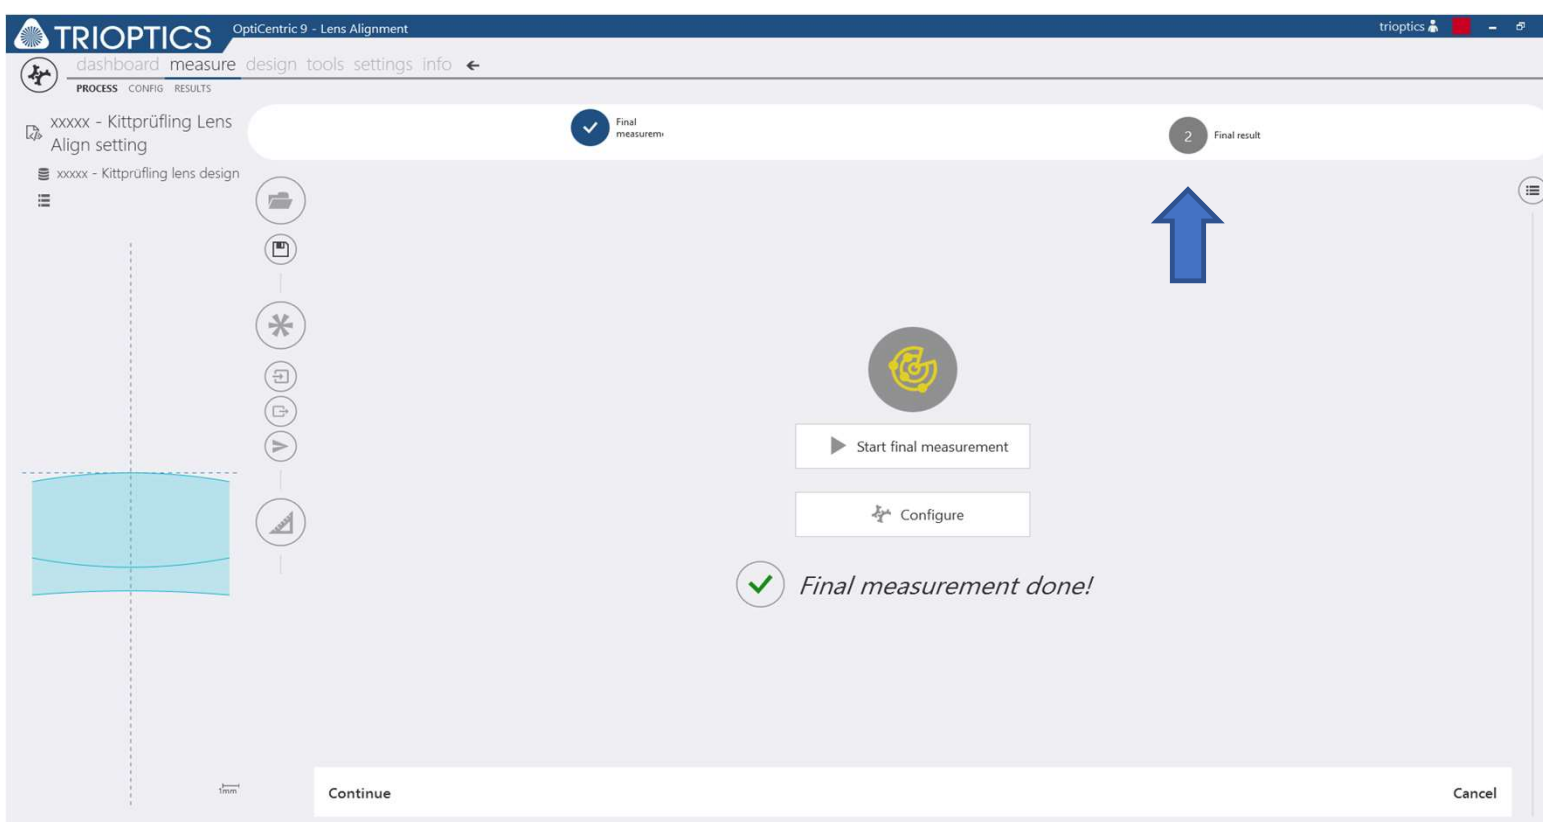 TRIOPTICS
OptiCentric 9 - Lens Alignment
trioptics
dashboard measure design tools settings info
PROCESS CONFIG RESULTS
xxxxx - Kittprüfling Lens
Align setting
xxxxx - Kittprüfling lens design
Final
measurem
2
Final result
Start final measurement
Configure
Final measurement done!
1mm
Continue
Cancel